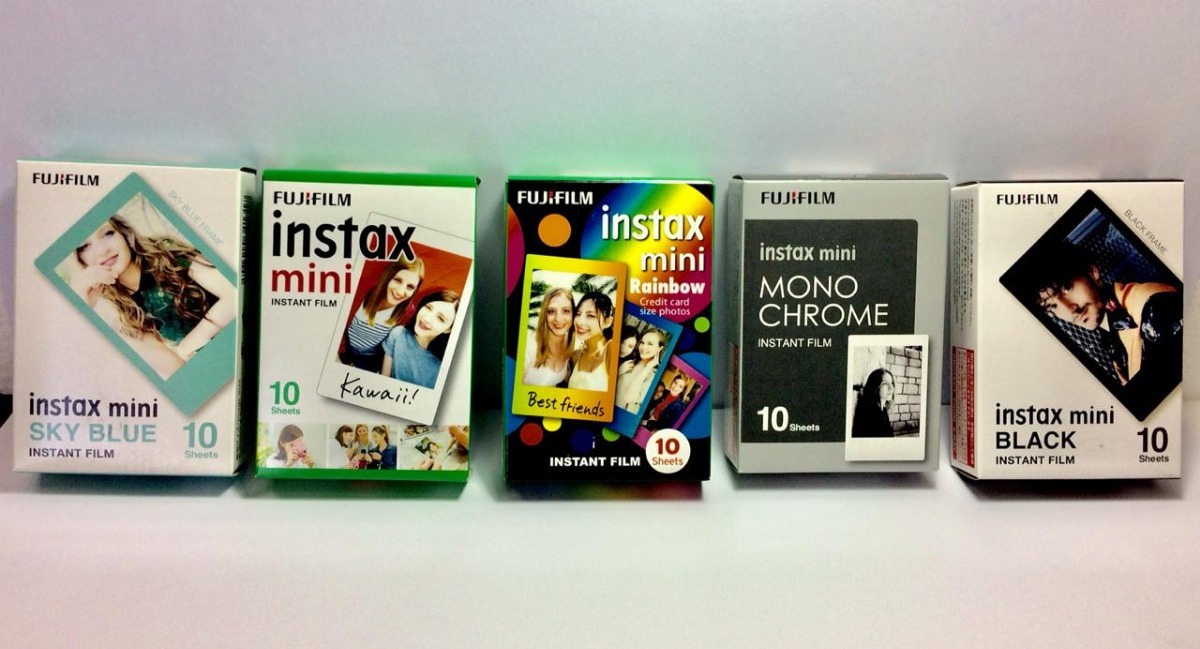 FUJIFILM
SKY BLUE FRAME
instax mini
SKY BLUE
INSTANT FILM
10
Sheets
FUJIFILM
instax
mini
INSTANT FILM
Kawaii!
10
Sheets
FUJIFILM
instax
mini
Rainbow
Credit card
size photos
Best friends
INSTANT FILM
10
Sheets
FUJIFILM
instax mini
MONO
CHROME
INSTANT FILM
10 Sheets
FUJIFILM
BLACK FRAME
instax mini
BLACK
INSTANT FILM
10
Sheets